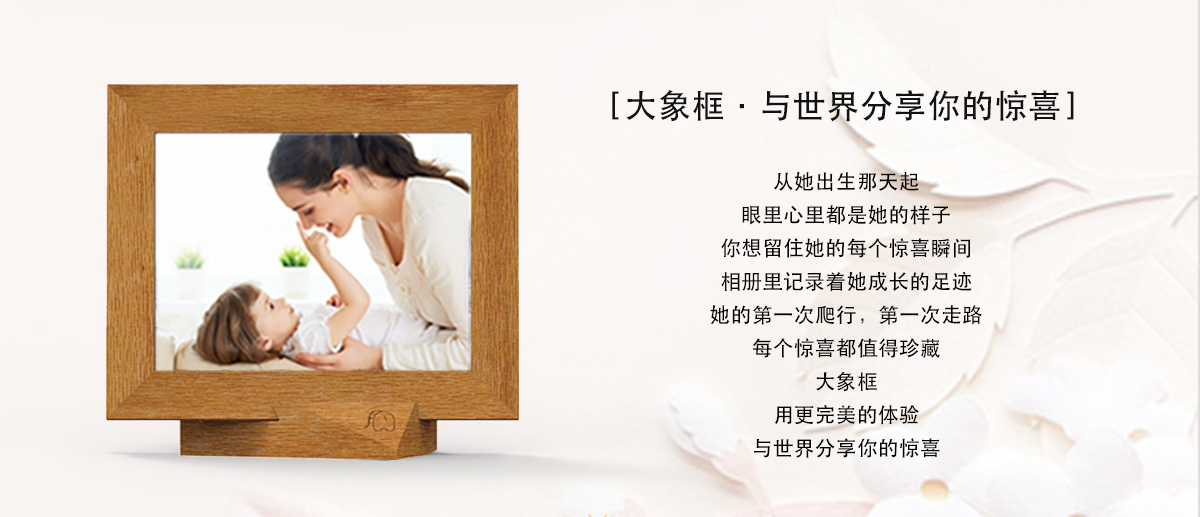 [大象框·与世界分享你的惊喜]
从她出生那天起
眼里心里都是她的样子
你想留住她的每个惊喜瞬间
相册里记录着她成长的足迹
她的第一次爬行，第一次走路
每个惊喜都值得珍藏
大象框
用更完美的体验
与世界分享你的惊喜